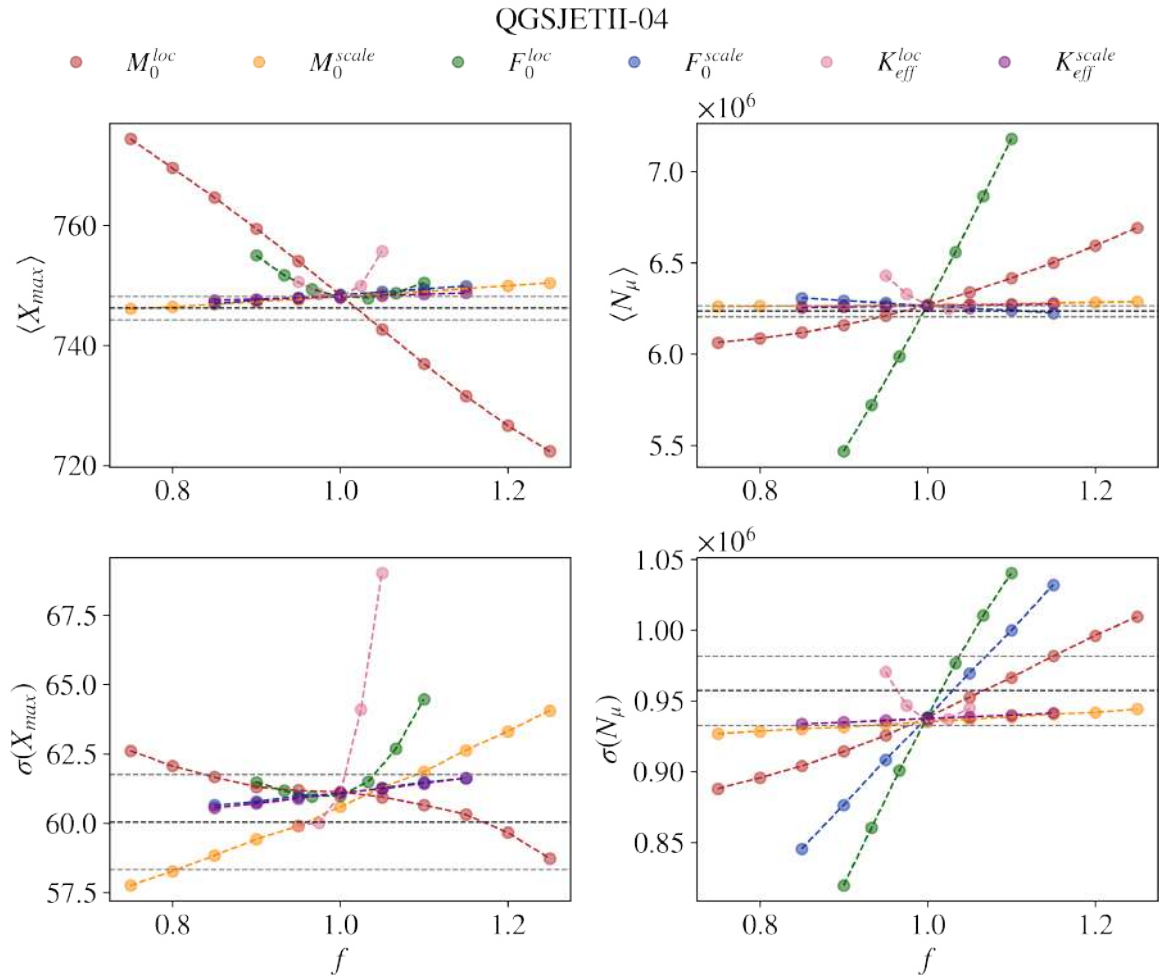 QGSJETII-04
M_0^{loc} M_0^{scale} F_0^{loc} F_0^{scale} K_{eff}^{loc} K_{eff}^{scale}
×10^6
760
740
720
⟨X_{max}⟩
0.8 1.0 1.2
7.0
6.5
6.0
5.5
⟨N_μ⟩
0.8 1.0 1.2
×10^6
67.5
65.0
62.5
60.0
57.5
σ(X_{max})
0.8 1.0 1.2
f
1.05
1.00
0.95
0.90
0.85
σ(N_μ)
0.8 1.0 1.2
f